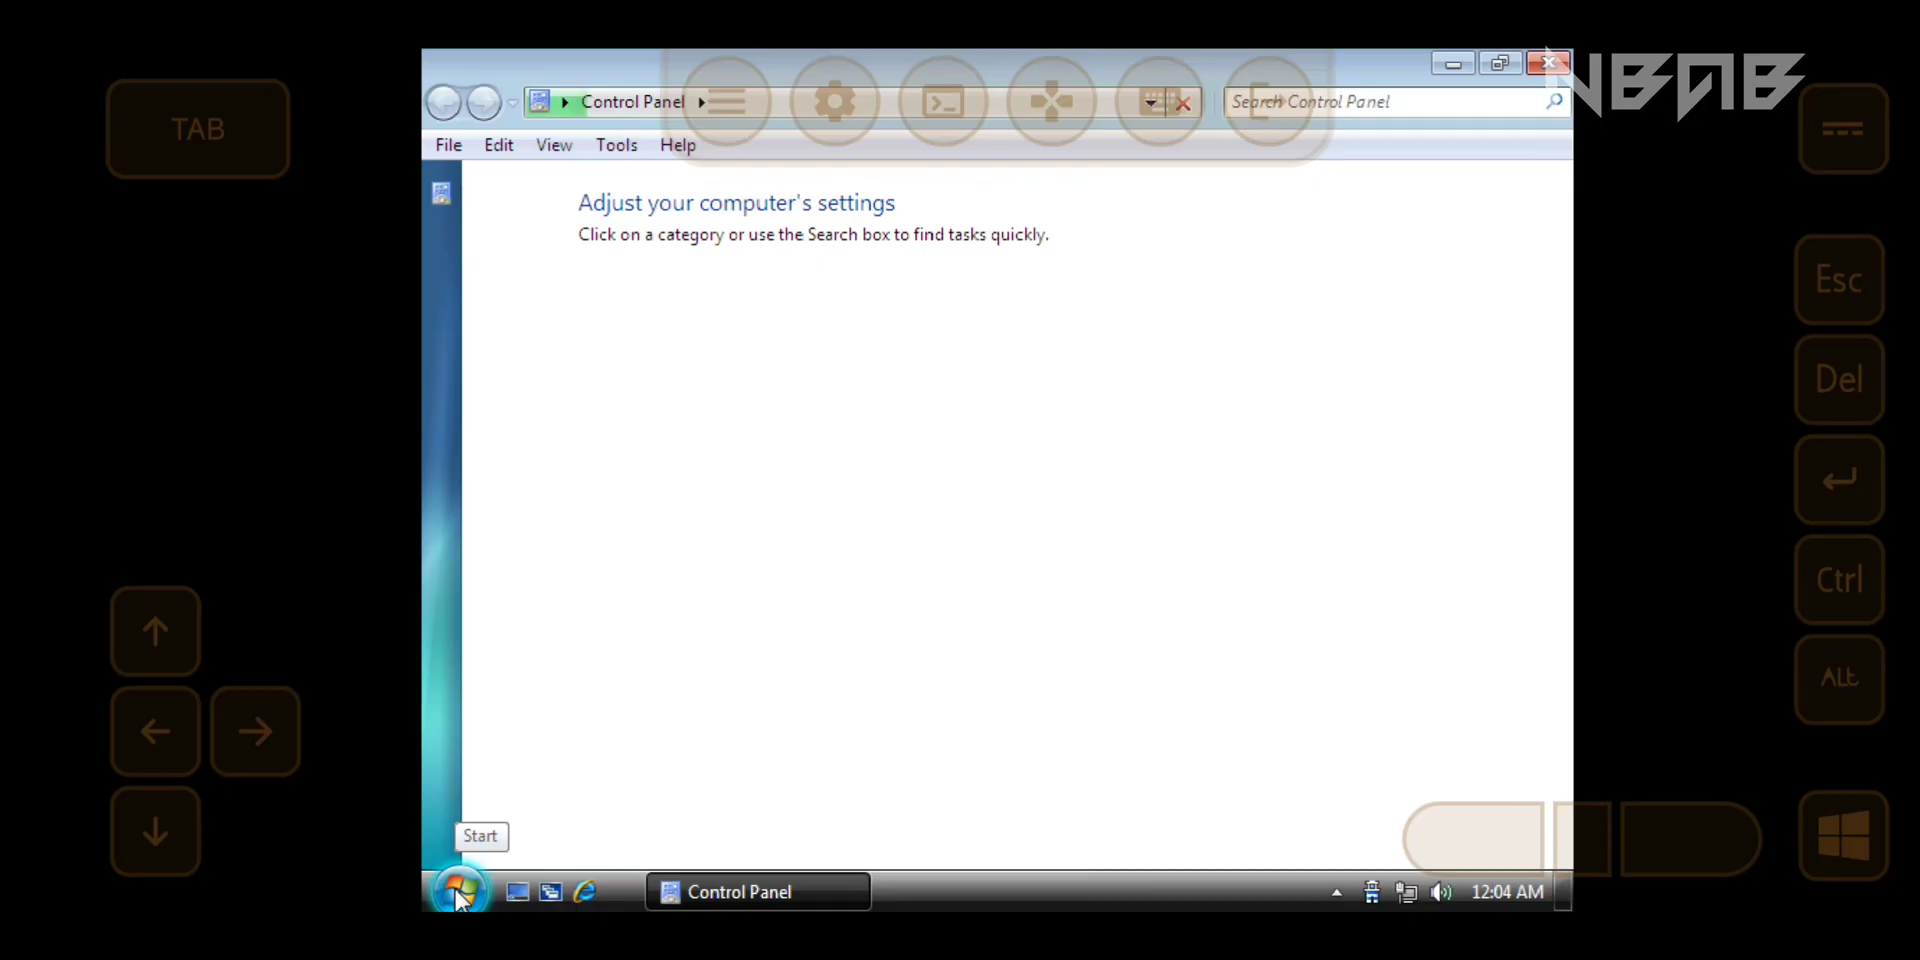 NBAB
TAB
Control Panel
Search Control Panel
File Edit View Tools Help
Adjust your computer's settings
Click on a category or use the Search box to find tasks quickly.
Esc
Del
Ctrl
ALt
Start
Control Panel
12:04 AM